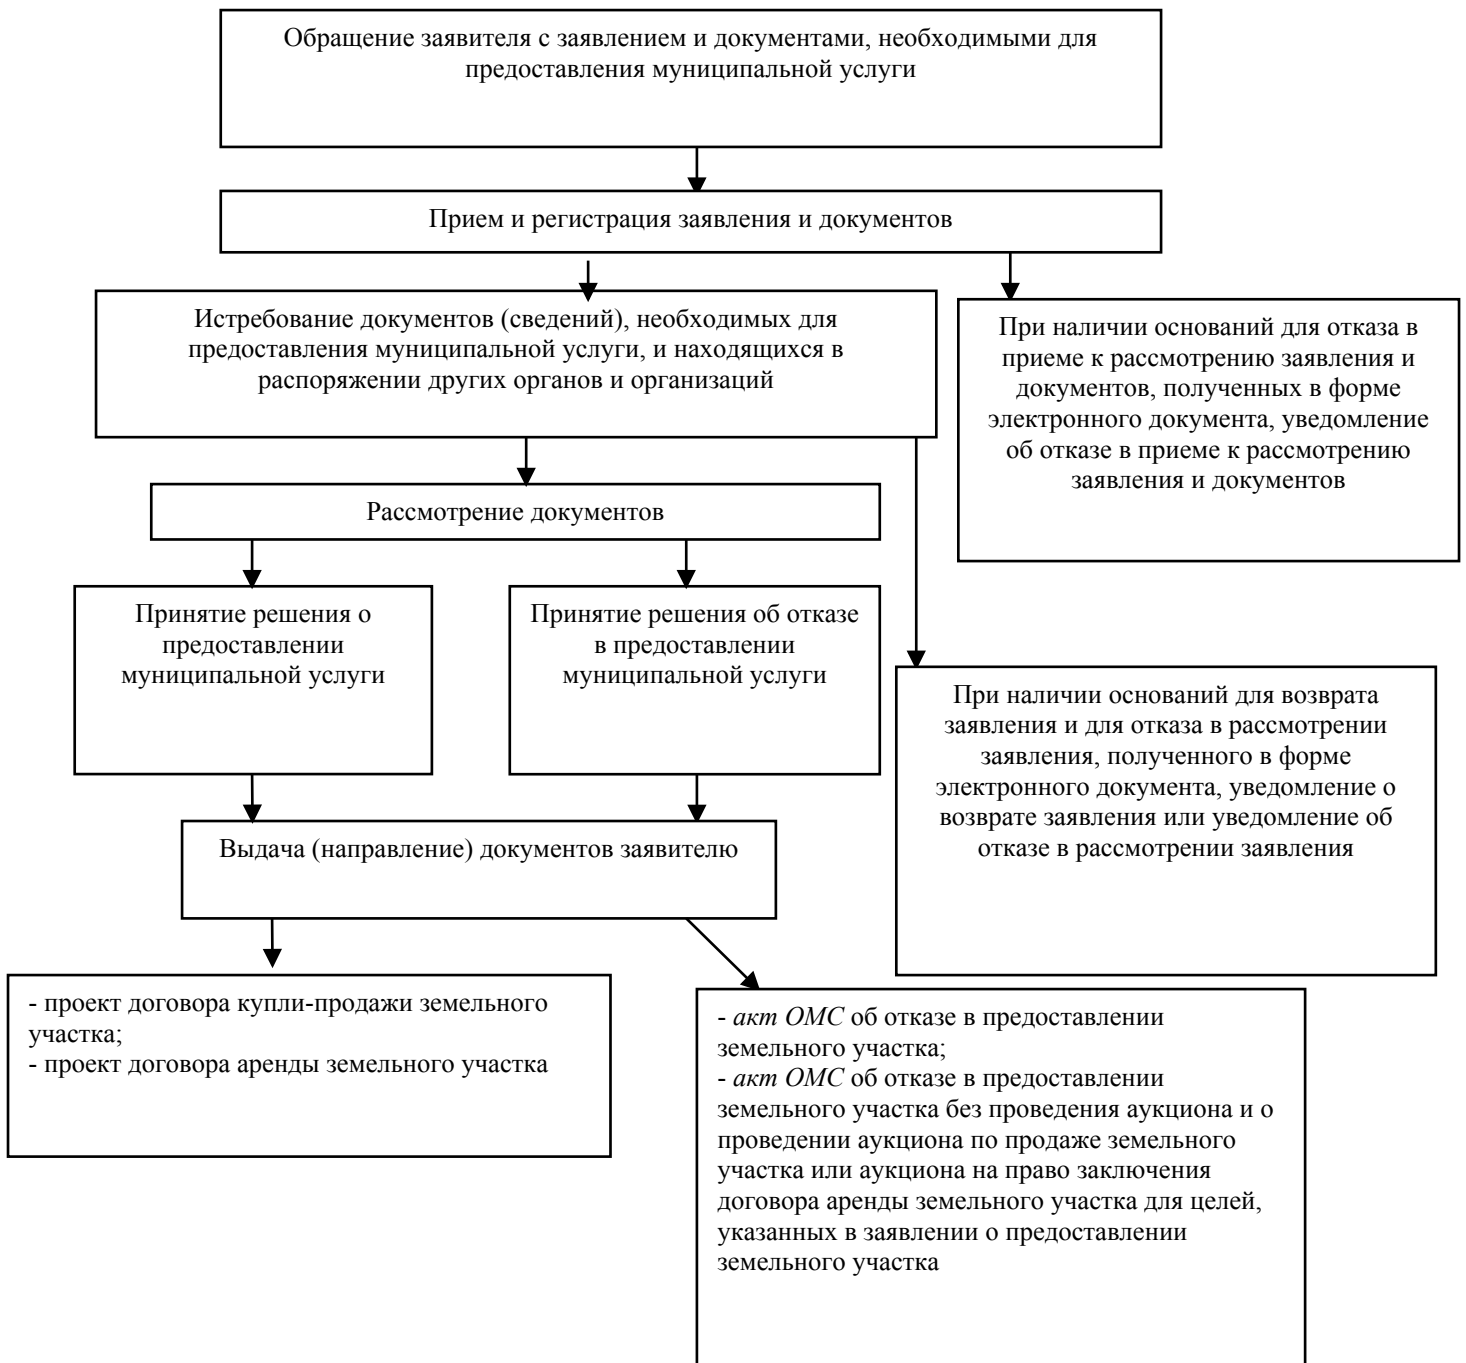 Обращение заявителя с заявлением и документами, необходимыми для
предоставления муниципальной услуги
Прием и регистрация заявления и документов
Истребование документов (сведений), необходимых для
предоставления муниципальной услуги, и находящихся в
распоряжении других органов и организаций
При наличии оснований для отказа в
приеме к рассмотрению заявления и
документов, полученных в форме
электронного документа, уведомление
об отказе в приеме к рассмотрению
заявления и документов
Рассмотрение документов
Принятие решения о
предоставлении
муниципальной услуги
Принятие решения об отказе
в предоставлении
муниципальной услуги
При наличии оснований для возврата
заявления и для отказа в рассмотрении
заявления, полученного в форме
электронного документа, уведомление о
возврате заявления или уведомление об
отказе в рассмотрении заявления
Выдача (направление) документов заявителю
- проект договора купли-продажи земельного
участка;
- проект договора аренды земельного участка
- акт ОМС об отказе в предоставлении
земельного участка;
- акт ОМС об отказе в предоставлении
земельного участка без проведения аукциона и о
проведении аукциона по продаже земельного
участка или аукциона на право заключения
договора аренды земельного участка для целей,
указанных в заявлении о предоставлении
земельного участка